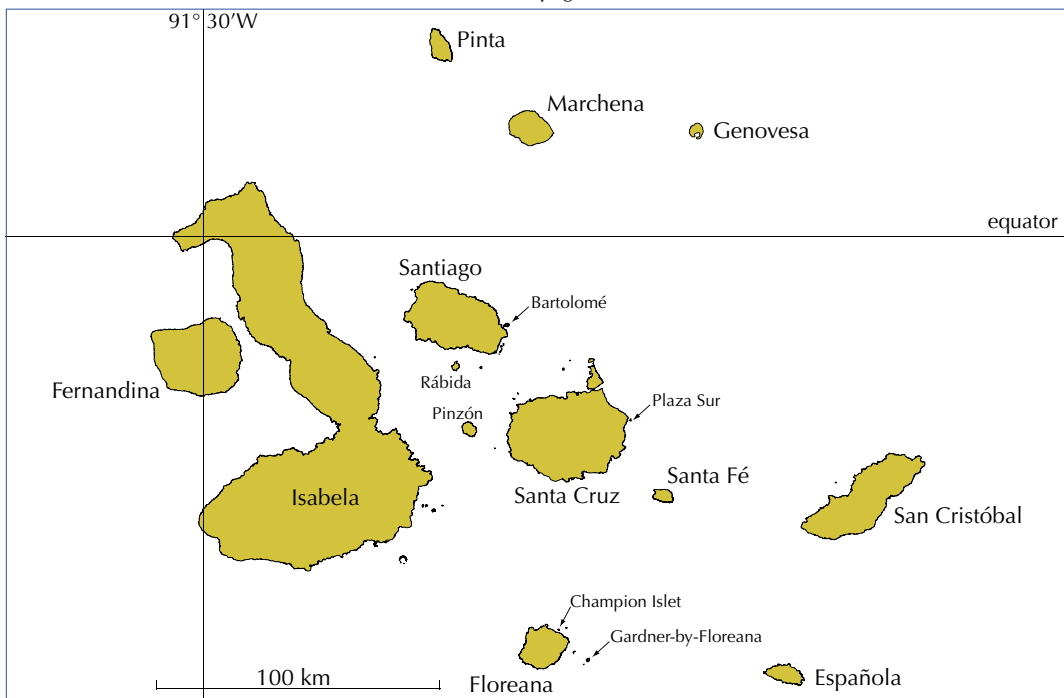 91° 30′W
Pinta
Marchena
Genovesa
equator
Santiago
Bartolomé
Rábida
Fernandina
Pinzón
Plaza Sur
Santa Fé
Isabela
Santa Cruz
San Cristóbal
Champion Islet
Gardner-by-Floreana
100 km
Floreana
Española